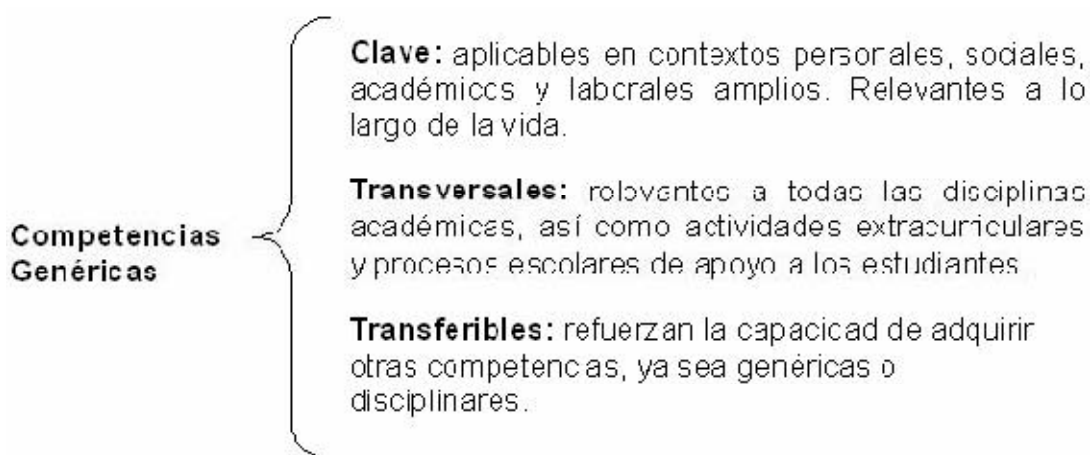 Competencias
Genéricas
Clave: aplicables en contextos personales, sociales,
académicos y laborales amplios. Relevantes a lo
largo de la vida.
Transversales: relevantes a todas las disciplinas
académicas, así como actividades extracurriculares
y procesos escolares de apoyo a los estudiantes
Transferibles: refuerzan la capacidad de adquirir
otras competencias, ya sea genéricas o
disciplinares.